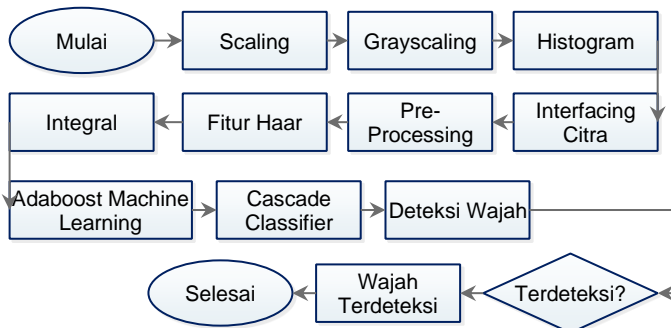 Mulai
Scaling
Grayscaling
Histogram
Interfacing
Citra
Pre-
Processing
Fitur Haar
Integral
Adaboost Machine
Learning
Cascade
Classifier
Deteksi Wajah
Terdeteksi?
Wajah
Terdeteksi
Selesai